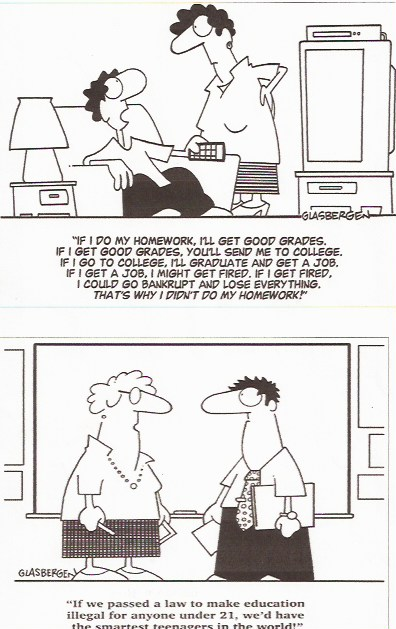 GLASBERGEN
"IF I DO MY HOMEWORK, I'LL GET GOOD GRADES.
IF I GET GOOD GRADES, YOU'LL SEND ME TO COLLEGE.
IF I GO TO COLLEGE, I'LL GRADUATE AND GET A JOB.
IF I GET A JOB, I MIGHT GET FIRED. IF I GET FIRED,
I COULD GO BANKRUPT AND LOSE EVERYTHING.
THAT'S WHY I DIDN'T DO MY HOMEWORK!"
GLASBERGEN
"If we passed a law to make education
illegal for anyone under 21, we'd have
the smartest teenagers in the world!"